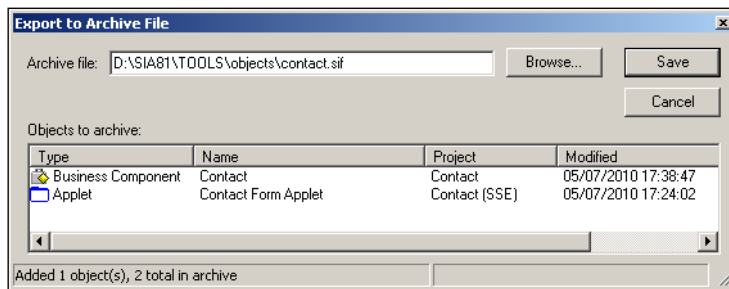 Export to Archive File
Archive file: D:\SIA81\TOOLS\objects\contact.sif Browse... Save
Cancel
Objects to archive:
Type Name Project Modified
Business Component Contact Contact 05/07/2010 17:38:47
Applet Contact Form Applet Contact (SSE) 05/07/2010 17:24:02
Added 1 object(s), 2 total in archive